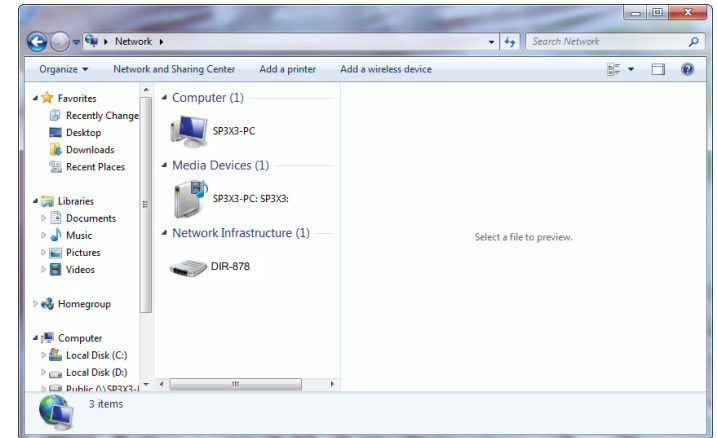 Network
Search Network
Organize
Network and Sharing Center
Add a printer
Add a wireless device
Favorites
Recently Change
Desktop
Downloads
Recent Places
Libraries
Documents
Music
Pictures
Videos
Homegroup
Computer
Local Disk (C:)
Local Disk (D:)
Public (\\SP3X3-
Computer (1)
SP3X3-PC
Media Devices (1)
SP3X3-PC: SP3X3:
Network Infrastructure (1)
DIR-878
Select a file to preview.
3 items